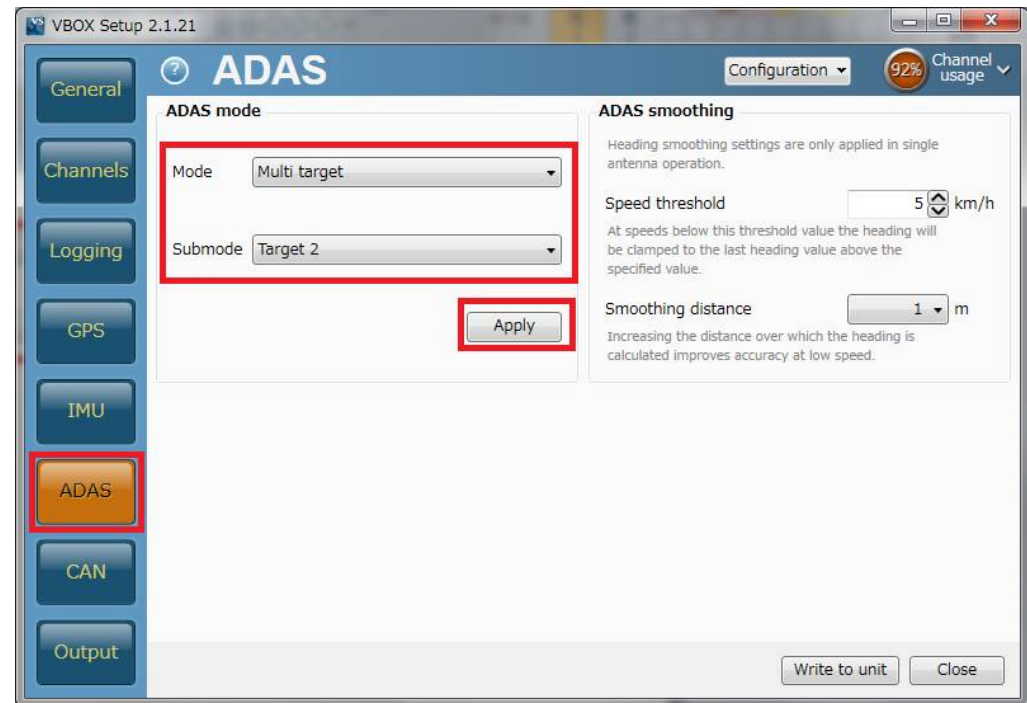 VBOX Setup 2.1.21
General
Channels
Logging
GPS
IMU
ADAS
CAN
Output
ADAS
Configuration
92%
Channel
usage
ADAS mode
Mode
Multi target
Submode
Target 2
Apply
ADAS smoothing
Heading smoothing settings are only applied in single
antenna operation.
Speed threshold
5
km/h
At speeds below this threshold value the heading will
be clamped to the last heading value above the
specified value.
Smoothing distance
1
m
Increasing the distance over which the heading is
calculated improves accuracy at low speed.
Write to unit
Close